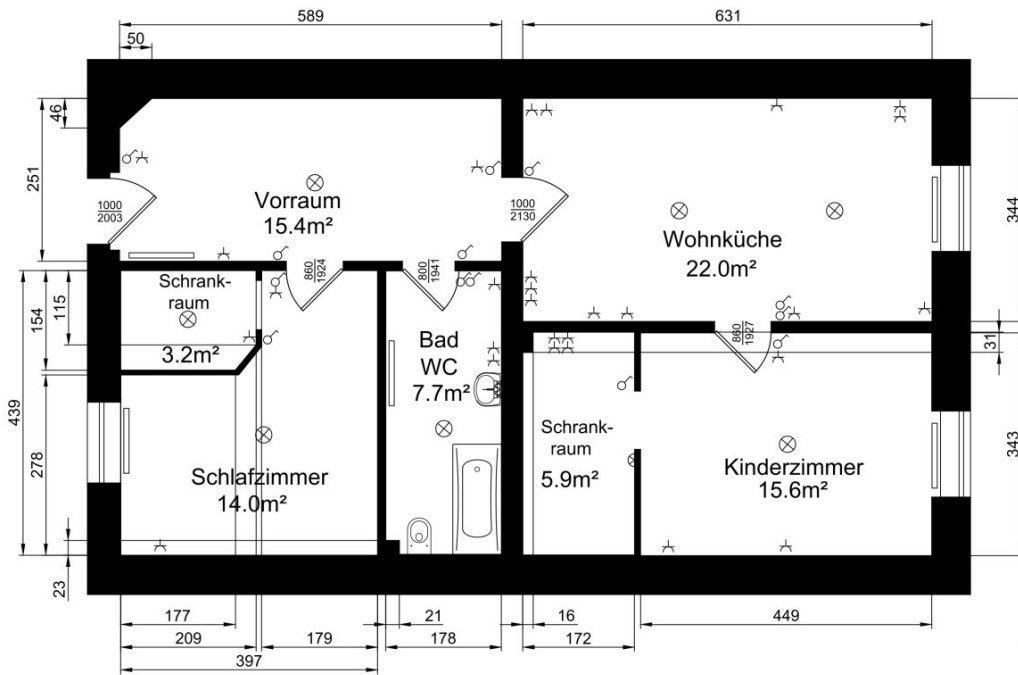 589
631
50
46
251
344
1000
2003
Vorraum
15.4m²
1000
2130
Wohnküche
22.0m²
860
1924
800
1941
Schrank-
raum
3.2m²
154
115
Bad
WC
7.7m²
860
1927
31
439
278
Schlafzimmer
14.0m²
Schrank-
raum
5.9m²
Kinderzimmer
15.6m²
343
23
177
21
16
449
209
179
178
172
397